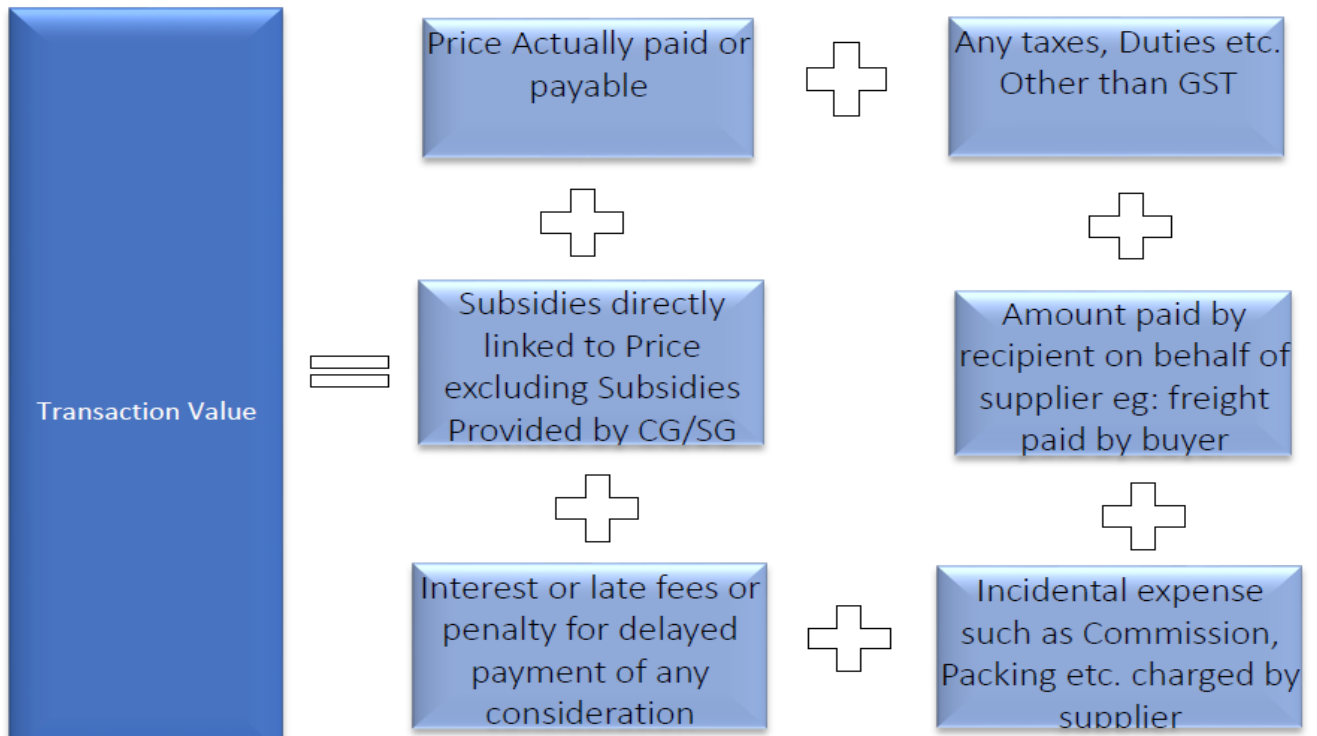 Transaction Value
Price Actually paid or
payable
Any taxes, Duties etc.
Other than GST
Subsidies directly
linked to Price
excluding Subsidies
Provided by CG/SG
Amount paid by
recipient on behalf of
supplier eg: freight
paid by buyer
Interest or late fees or
penalty for delayed
payment of any
consideration
Incidental expense
such as Commission,
Packing etc. charged by
supplier